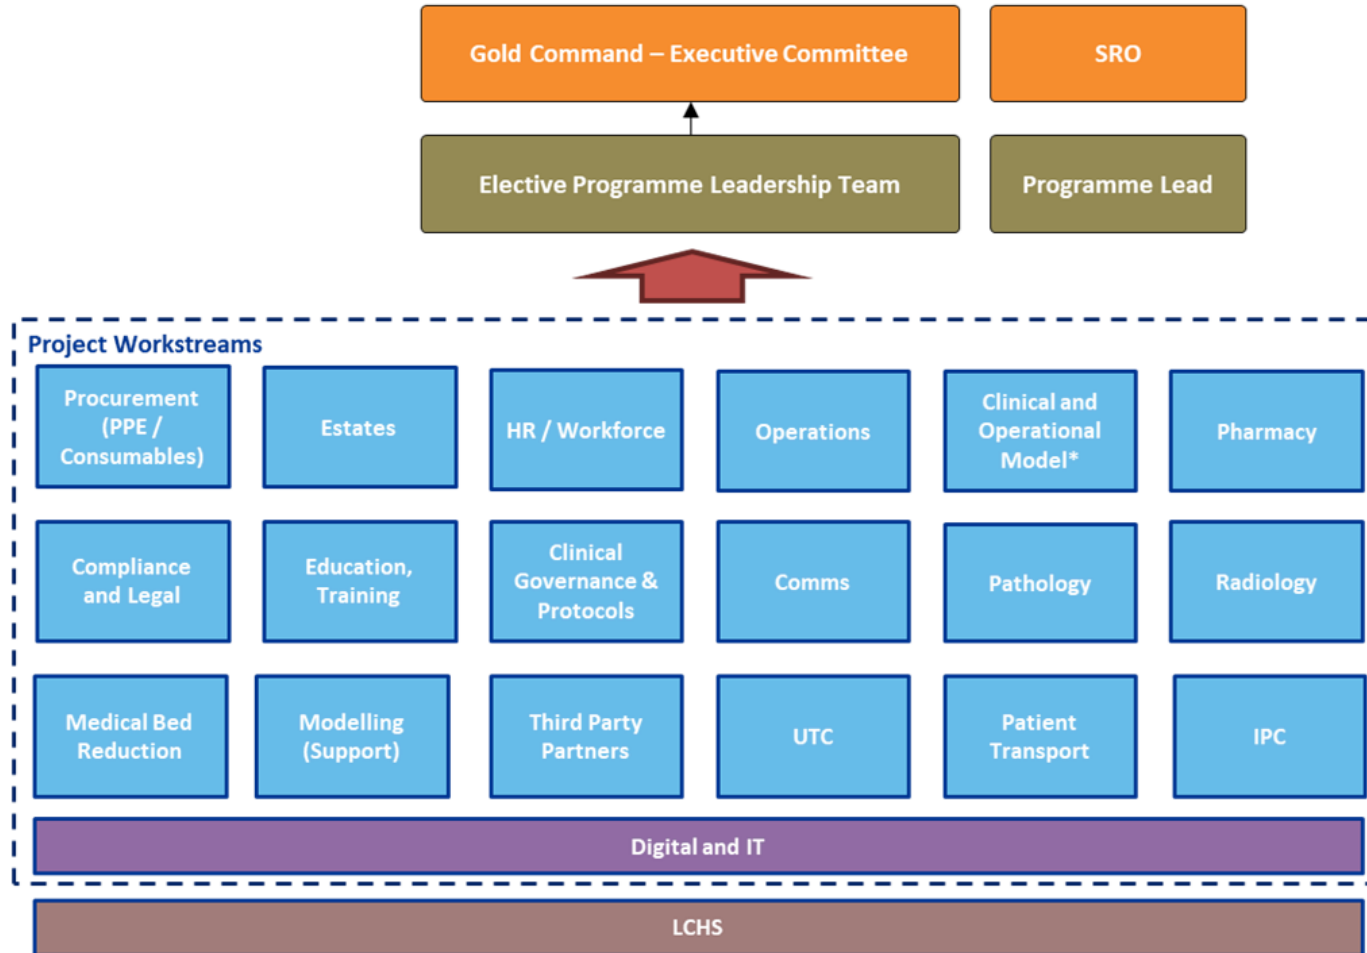 Gold Command – Executive Committee
SRO
Elective Programme Leadership Team
Programme Lead
Project Workstreams
Procurement
(PPE /
Consumables)
Estates
HR / Workforce
Operations
Clinical and
Operational
Model*
Pharmacy
Compliance
and Legal
Education,
Training
Clinical
Governance &
Protocols
Comms
Pathology
Radiology
Medical Bed
Reduction
Modelling
(Support)
Third Party
Partners
UTC
Patient
Transport
IPC
Digital and IT
LCHS